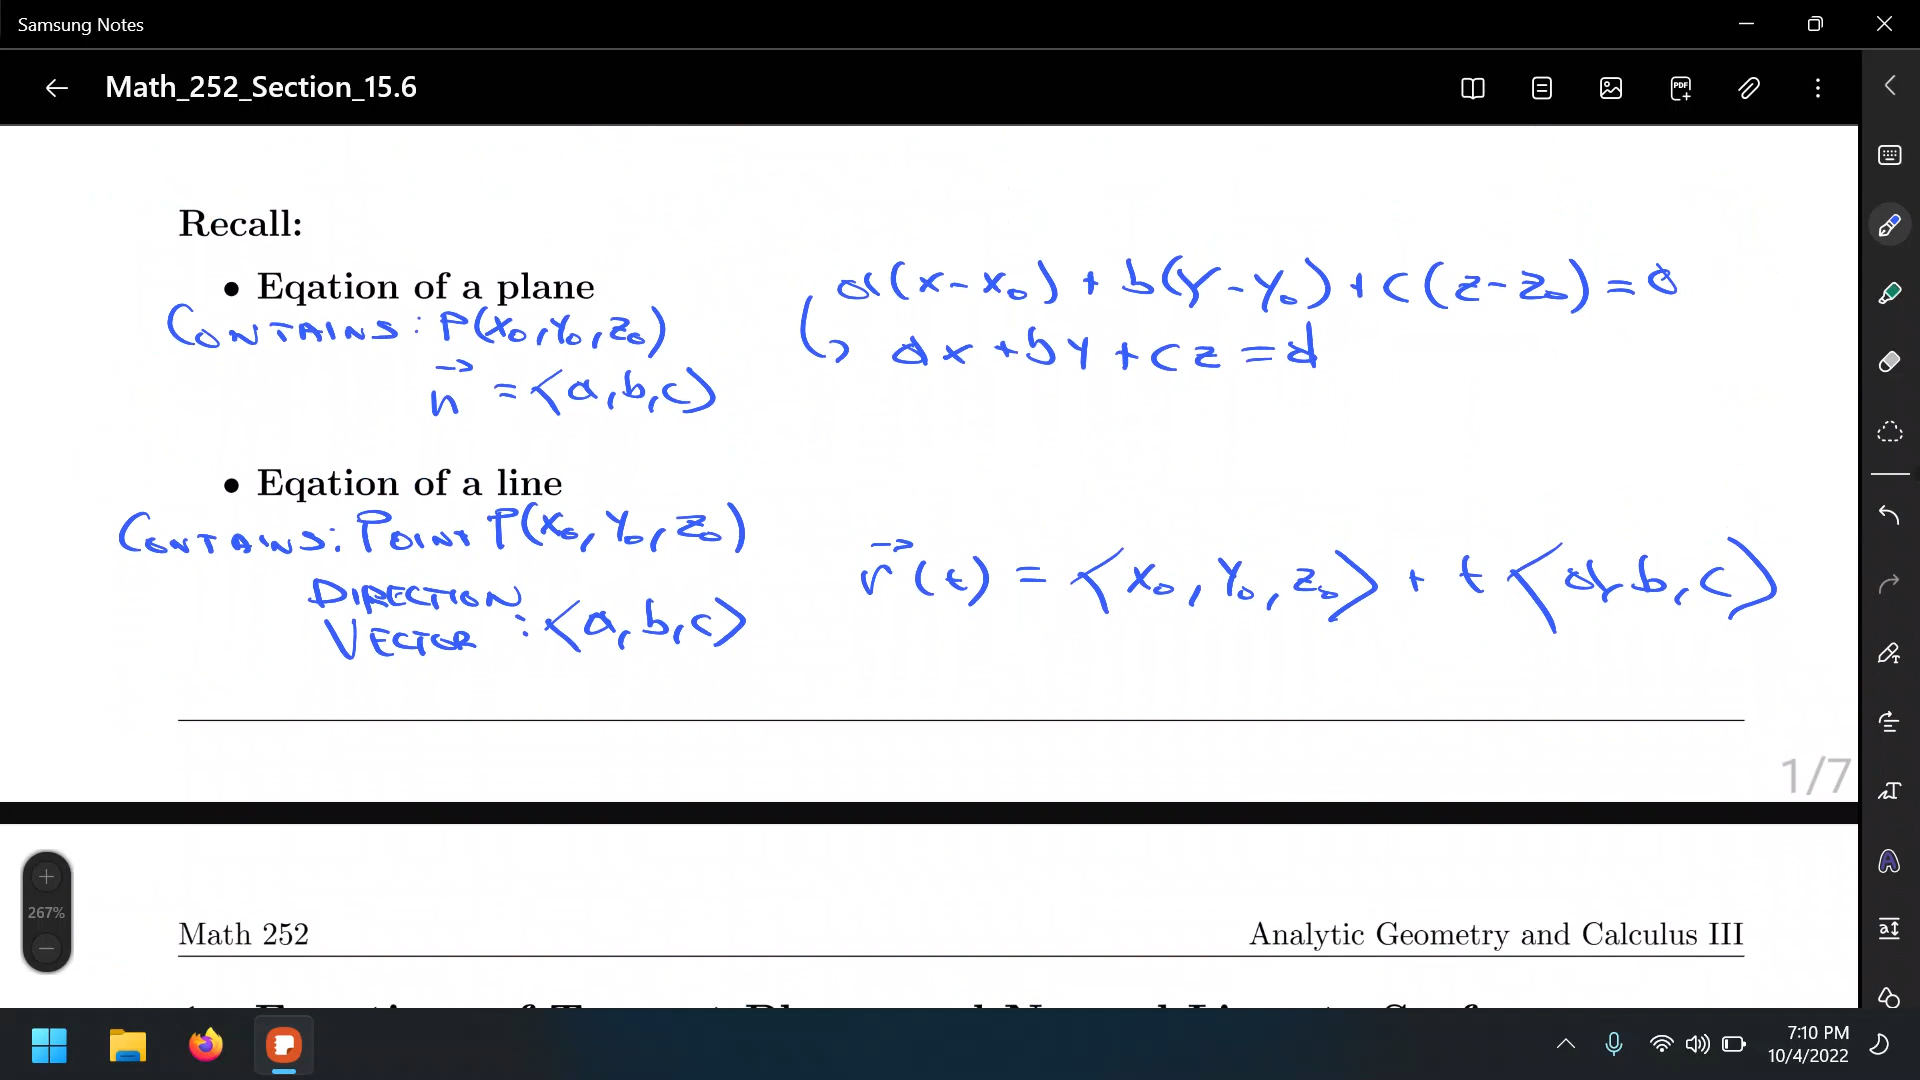 Samsung Notes
Math_252_Section_15.6
Recall:
• Eqation of a plane
a(x-x₀) + b(y-y₀) + c(z-z₀) = 0
CONTAINS: P(x₀, y₀, z₀)
ax + by + cz = d
n⃗ = ⟨a, b, c⟩
• Eqation of a line
CONTAINS: POINT P(x₀, y₀, z₀)
r⃗(t) = ⟨x₀, y₀, z₀⟩ + t⟨a, b, c⟩
DIRECTION
VECTOR : ⟨a, b, c⟩
1/7
267%
Math 252
Analytic Geometry and Calculus III
7:10 PM
10/4/2022